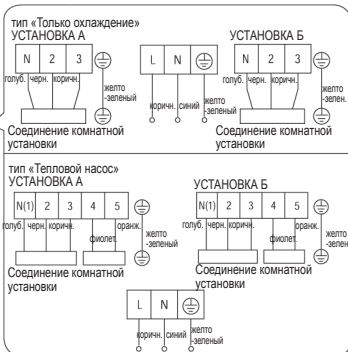 тип «Только охлаждение»
УСТАНОВКА А
УСТАНОВКА Б
N 2 3
L N
N 2 3
голуб. черн. коричн.
желто
-зеленый
коричн. синий
желто
-зеленый
голуб. черн. коричн.
желто
-зелен.
Соединение комнатной
установки
Соединение комнатной
установки
тип «Тепловой насос»
УСТАНОВКА А
УСТАНОВКА Б
N(1) 2 3 4 5
N(1) 2 3 4 5
голуб. черн. коричн.
фиолет.
оранж.
желто
-зеленый
голуб. черн. коричн.
фиолет.
оранж.
желто
-зеленый
Соединение комнатной
установки
Соединение комнатной
установки
L N
коричн. синий
желто
-зеленый